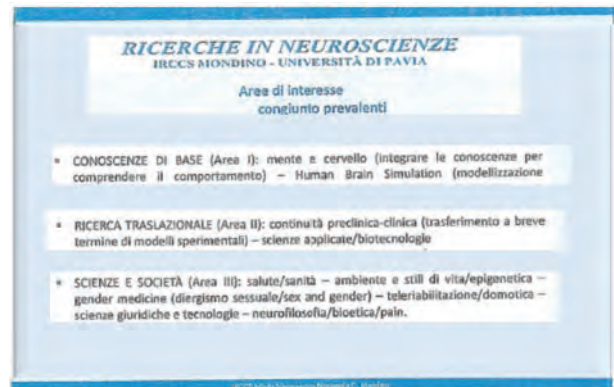 RICERCHE IN NEUROSCIENZE
IRCCS MONDINO - UNIVERSITÀ DI PAVIA
Aree di interesse
congiunto prevalenti
• CONOSCENZE DI BASE (Area I): mente e cervello (integrare le conoscenze per
comprendere il comportamento) – Human Brain Simulation (modellizzazione
• RICERCA TRASLAZIONALE (Area II): continuità preclinica-clinica (trasferimento a breve
termine di modelli sperimentali) – scienze applicate/biotecnologie
• SCIENZE E SOCIETÀ (Area III): salute/sanità – ambiente e stili di vita/epigenetica –
gender medicine (diergismo sessuale/sex and gender) – teleriabilitazione/domotica –
scienze giuridiche e tecnologie – neurofilosofia/bioetica/pain.